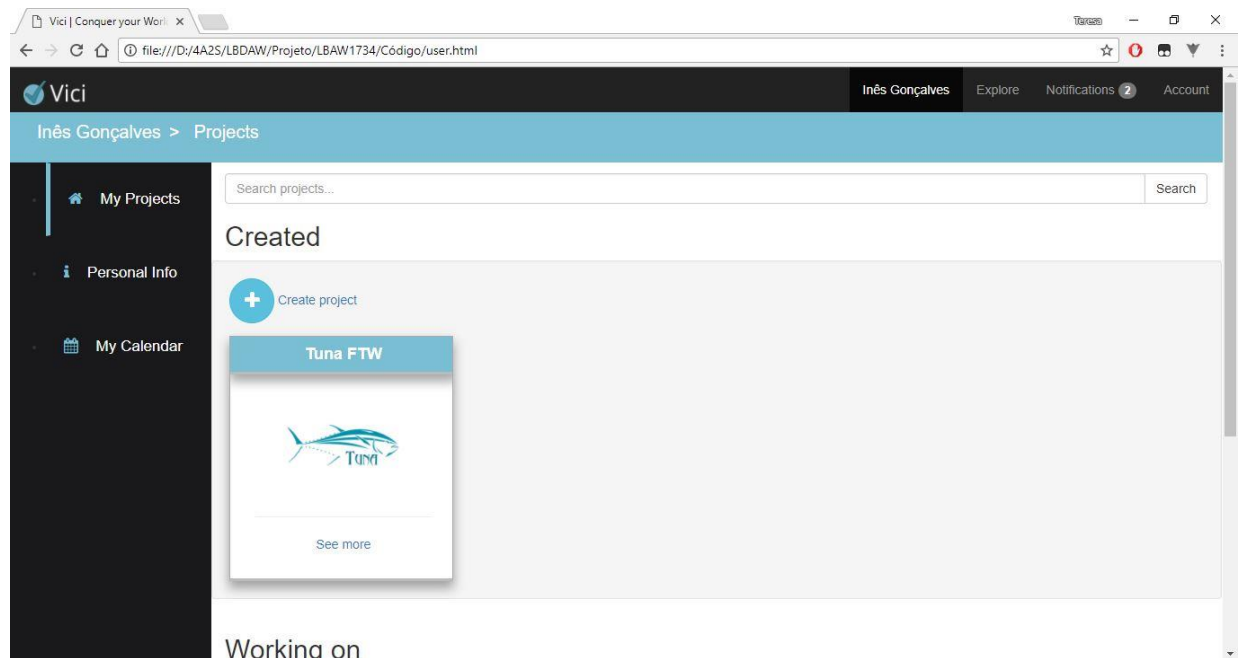 Vici | Conquer your Work
Teresa
file:///D:/4A2S/LBDAW/Projeto/LBAW1734/Código/user.html
Vici
Inês Gonçalves Explore Notifications 2 Account
Inês Gonçalves > Projects
My Projects
Personal Info
My Calendar
Search projects... Search
Created
Create project
Tuna FTW
TUNA
See more
Working on